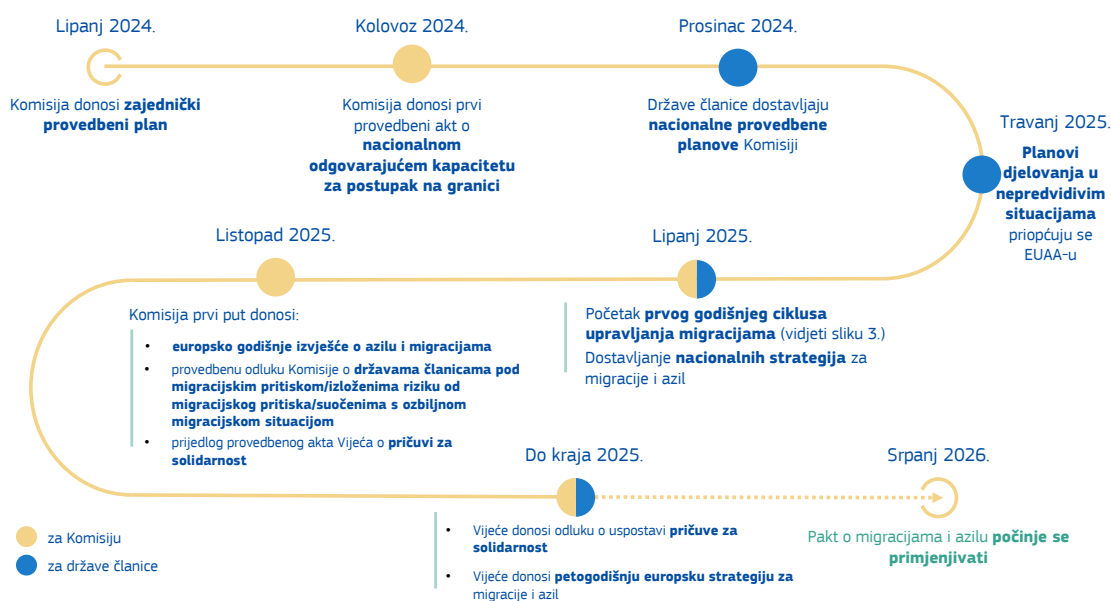 Lipanj 2024.
Komisija donosi zajednički
provedbeni plan
Kolovoz 2024.
Komisija donosi prvi
provedbeni akt o
nacionalnom
odgovarajućem kapacitetu
za postupak na granici
Prosinac 2024.
Države članice dostavljaju
nacionalne provedbene
planove Komisiji
Travanj 2025.
Planovi
djelovanja u
nepredvidivim
situacijama
priopćuju se
EUAA-u
Lipanj 2025.
Početak prvog godišnjeg ciklusa
upravljanja migracijama (vidjeti sliku 3.)
Dostavljanje nacionalnih strategija za
migracije i azil
Listopad 2025.
Komisija prvi put donosi:
• europsko godišnje izvješće o azilu i migracijama
• provedbenu odluku Komisije o državama članicama pod
migracijskim pritiskom/izloženima riziku od
migracijskog pritiska/suočenima s ozbiljnom
migracijskom situacijom
• prijedlog provedbenog akta Vijeća o pričuvi za
solidarnost
Do kraja 2025.
• Vijeće donosi odluku o uspostavi pričuve za
solidarnost
• Vijeće donosi petogodišnju europsku strategiju za
migracije i azil
Srpanj 2026.
Pakt o migracijama i azilu počinje se
primjenjivati
za Komisiju
za države članice